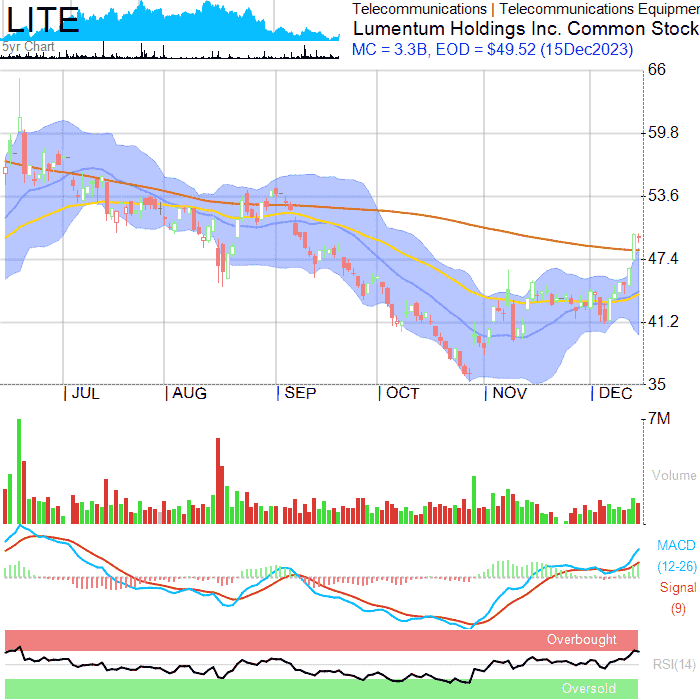 LITE
5yr Chart
Telecommunications | Telecommunications Equipmen
Lumentum Holdings Inc. Common Stock
MC = 3.3B, EOD = $49.52 (15Dec2023)
66
59.8
53.6
47.4
41.2
35
JUL
AUG
SEP
OCT
NOV
DEC
7M
Volume
MACD
(12-26)
Signal
(9)
Overbought
RSI(14)
Oversold